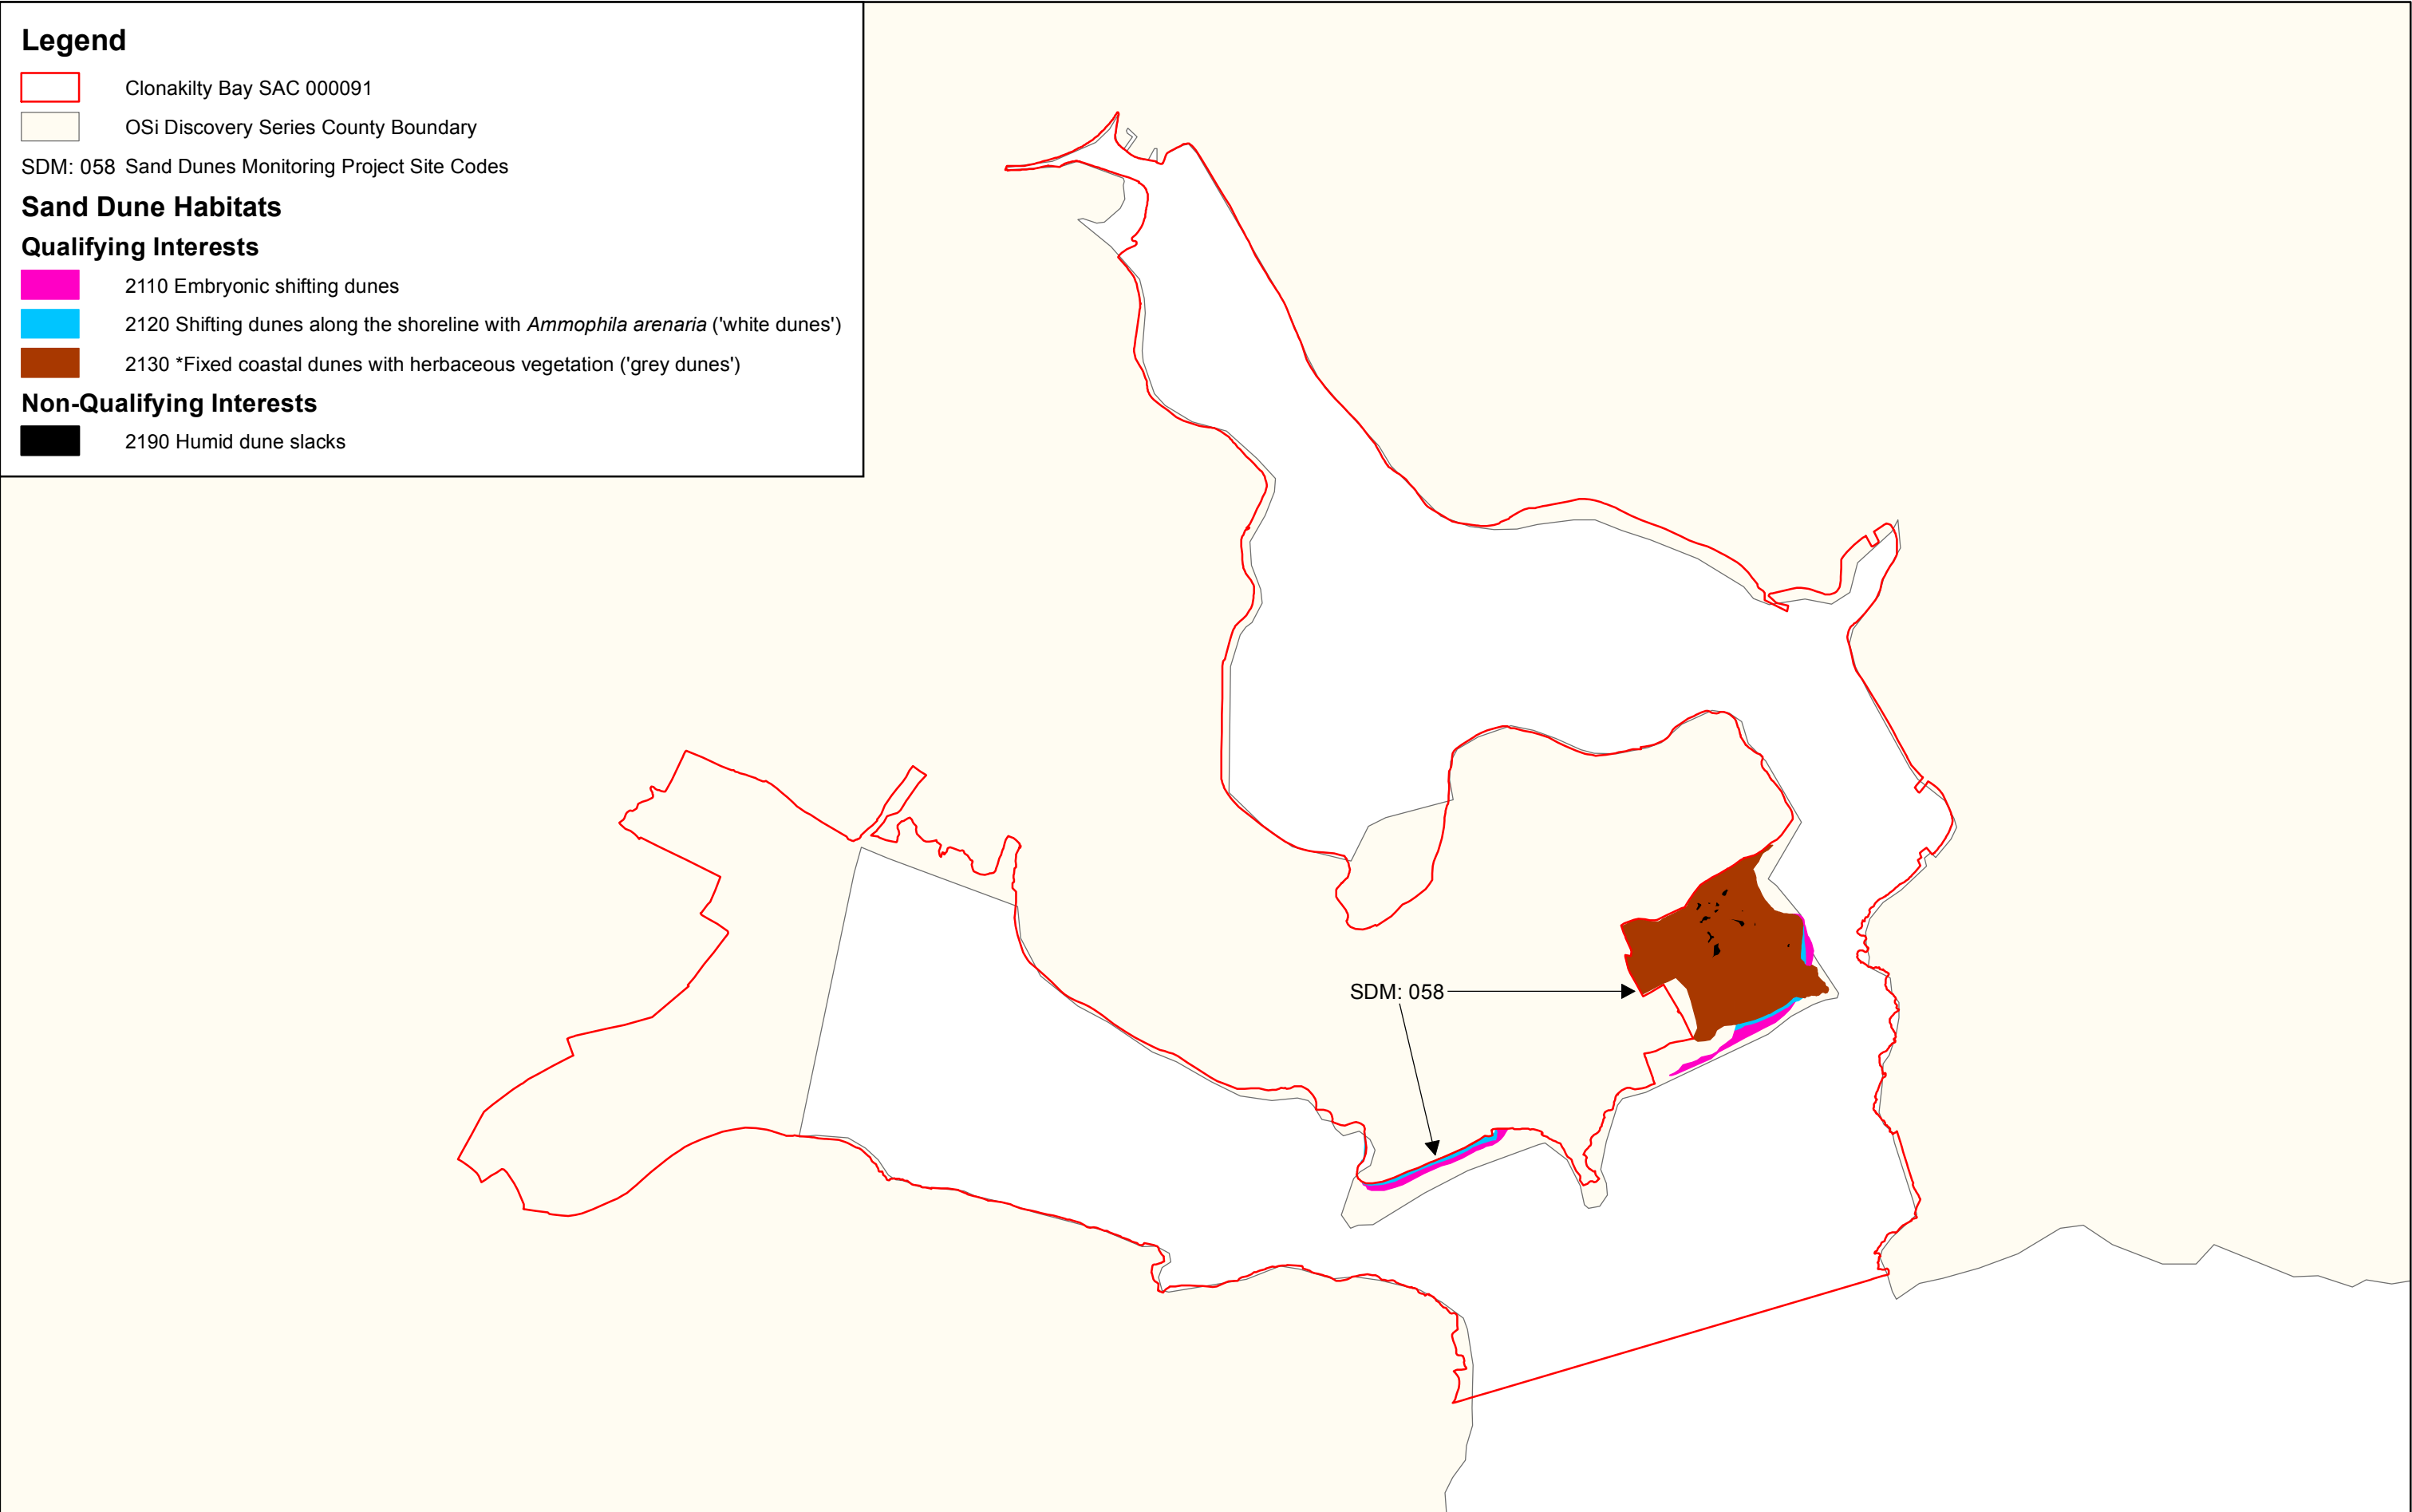 Legend
Clonakilty Bay SAC 000091
OSi Discovery Series County Boundary
SDM: 058 Sand Dunes Monitoring Project Site Codes
Sand Dune Habitats
Qualifying Interests
2110 Embryonic shifting dunes
2120 Shifting dunes along the shoreline with Ammophila arenaria ('white dunes')
2130 *Fixed coastal dunes with herbaceous vegetation ('grey dunes')
Non-Qualifying Interests
2190 Humid dune slacks
SDM: 058